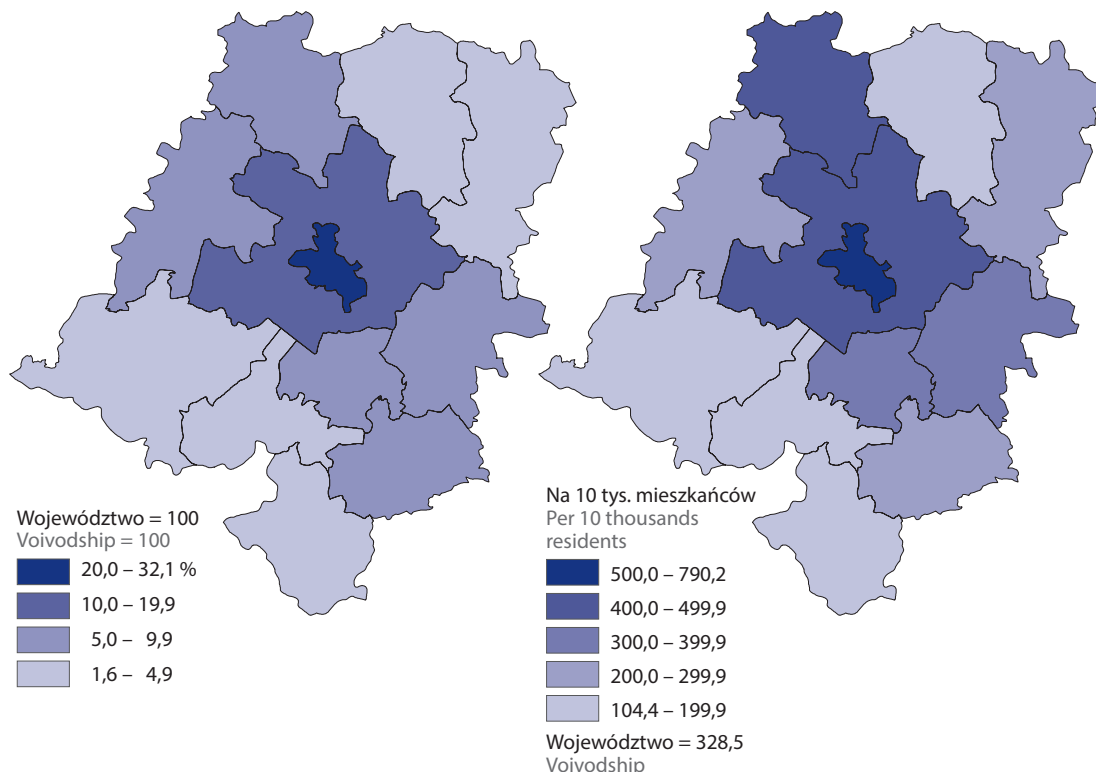 Województwo = 100
Voivodship = 100
20,0 – 32,1 %
10,0 – 19,9
5,0 – 9,9
1,6 – 4,9
Na 10 tys. mieszkańców
Per 10 thousands
residents
500,0 – 790,2
400,0 – 499,9
300,0 – 399,9
200,0 – 299,9
104,4 – 199,9
Województwo = 328,5
Voivodship